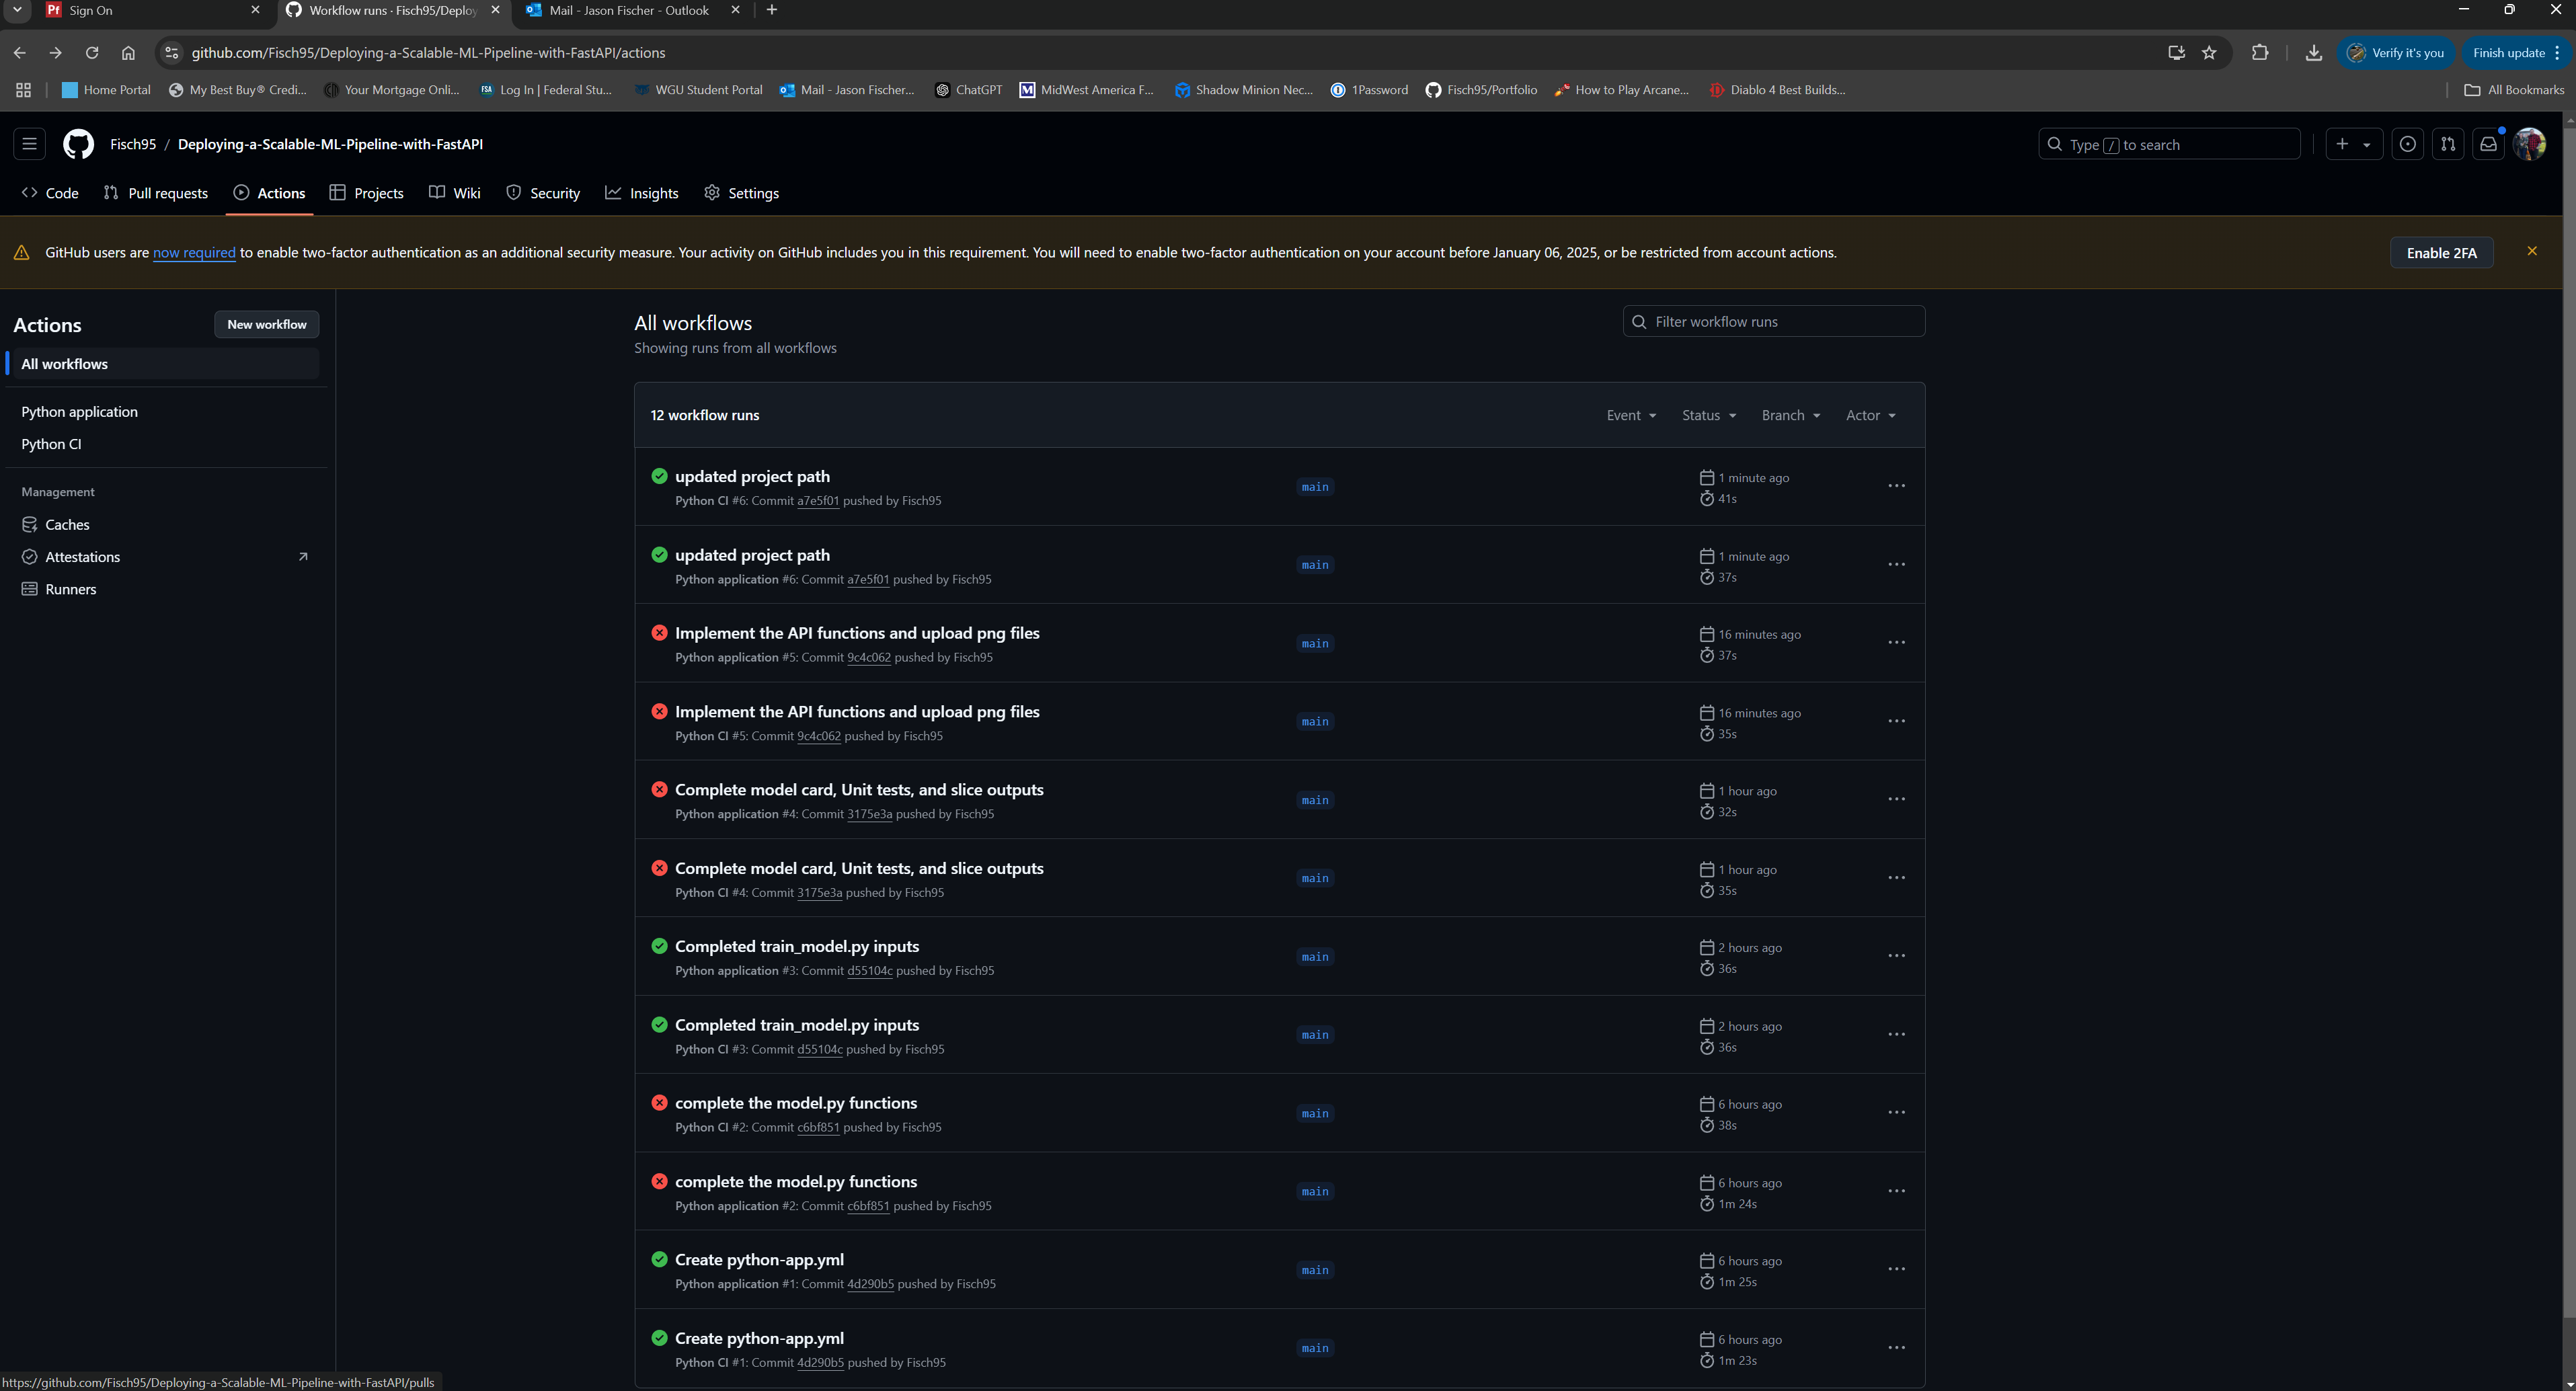 Sign On
Workflow runs · Fisch95/Deploy
Mail - Jason Fischer - Outlook
github.com/Fisch95/Deploying-a-Scalable-ML-Pipeline-with-FastAPI/actions
Verify it's you
Finish update
Home Portal
My Best Buy® Credi...
Your Mortgage Onli...
FSA
Log In | Federal Stu...
WGU Student Portal
Mail - Jason Fischer...
ChatGPT
MidWest America F...
Shadow Minion Nec...
1Password
Fisch95/Portfolio
How to Play Arcane...
Diablo 4 Best Builds...
All Bookmarks
Fisch95 / Deploying-a-Scalable-ML-Pipeline-with-FastAPI
Type / to search
Code
Pull requests
Actions
Projects
Wiki
Security
Insights
Settings
GitHub users are now required to enable two-factor authentication as an additional security measure. Your activity on GitHub includes you in this requirement. You will need to enable two-factor authentication on your account before January 06, 2025, or be restricted from account actions.
Enable 2FA
Actions
New workflow
All workflows
Python application
Python CI
Management
Caches
Attestations
Runners
All workflows
Showing runs from all workflows
Filter workflow runs
12 workflow runs
Event
Status
Branch
Actor
updated project path
Python CI #6: Commit a7e5f01 pushed by Fisch95
main
1 minute ago
41s
updated project path
Python application #6: Commit a7e5f01 pushed by Fisch95
main
1 minute ago
37s
Implement the API functions and upload png files
Python application #5: Commit 9c4c062 pushed by Fisch95
main
16 minutes ago
37s
Implement the API functions and upload png files
Python CI #5: Commit 9c4c062 pushed by Fisch95
main
16 minutes ago
35s
Complete model card, Unit tests, and slice outputs
Python application #4: Commit 3175e3a pushed by Fisch95
main
1 hour ago
32s
Complete model card, Unit tests, and slice outputs
Python CI #4: Commit 3175e3a pushed by Fisch95
main
1 hour ago
35s
Completed train_model.py inputs
Python application #3: Commit d55104c pushed by Fisch95
main
2 hours ago
36s
Completed train_model.py inputs
Python CI #3: Commit d55104c pushed by Fisch95
main
2 hours ago
36s
complete the model.py functions
Python CI #2: Commit c6bf851 pushed by Fisch95
main
6 hours ago
38s
complete the model.py functions
Python application #2: Commit c6bf851 pushed by Fisch95
main
6 hours ago
1m 24s
Create python-app.yml
Python application #1: Commit 4d290b5 pushed by Fisch95
main
6 hours ago
1m 25s
Create python-app.yml
Python CI #1: Commit 4d290b5 pushed by Fisch95
main
6 hours ago
1m 23s
https://github.com/Fisch95/Deploying-a-Scalable-ML-Pipeline-with-FastAPI/pulls